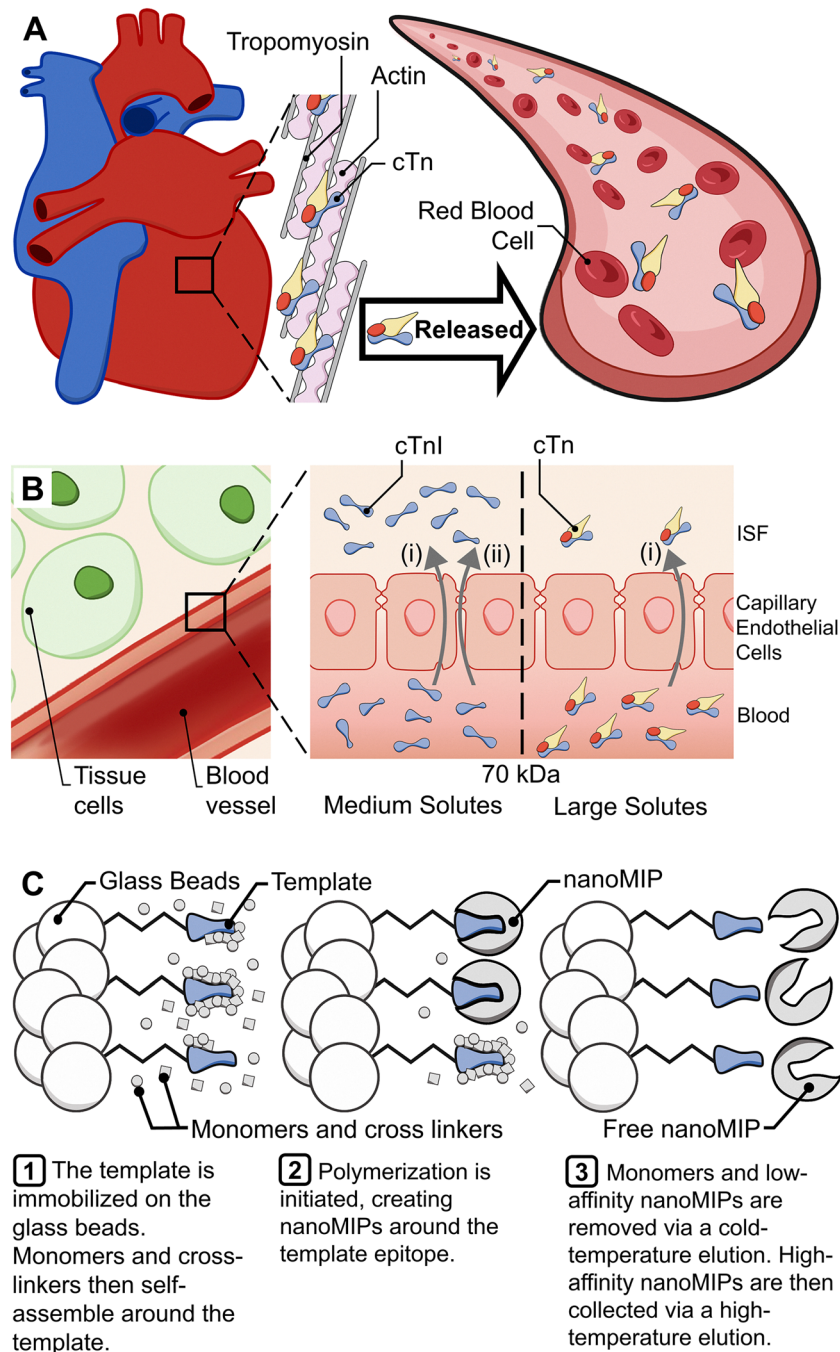 A
Tropomyosin
Actin
cTn
Red Blood
Cell
Released
B
cTnI
cTn
(i)
(ii)
(i)
ISF
Capillary
Endothelial
Cells
Blood
Tissue
cells
Blood
vessel
70 kDa
Medium Solutes
Large Solutes
C
Glass Beads
Template
nanoMIP
Monomers and cross linkers
Free nanoMIP
1 The template is
immobilized on the
glass beads.
Monomers and cross-
linkers then self-
assemble around the
template.
2 Polymerization is
initiated, creating
nanoMIPs around the
template epitope.
3 Monomers and low-
affinity nanoMIPs are
removed via a cold-
temperature elution. High-
affinity nanoMIPs are then
collected via a high-
temperature elution.